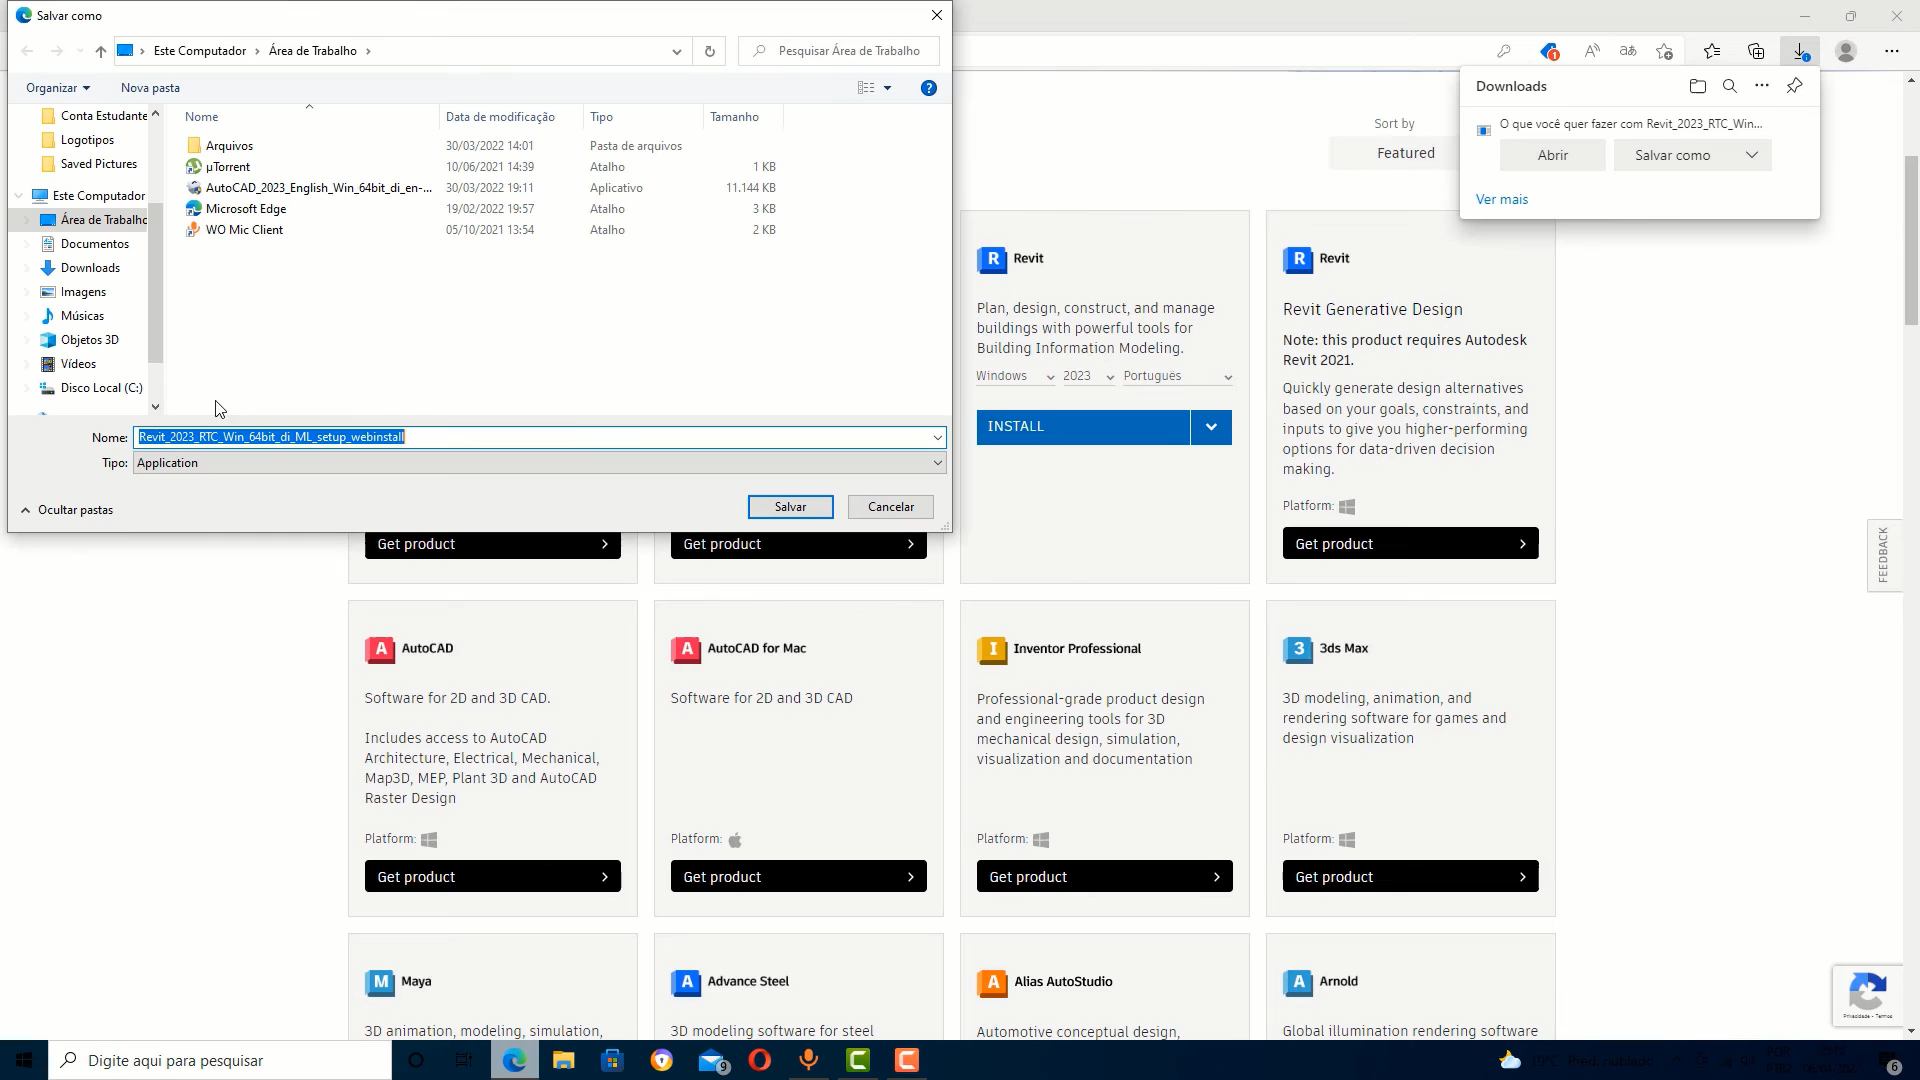 Salvar como
Este Computador
Área de Trabalho
Pesquisar Área de Trabalho
Organizar
Nova pasta
Conta Estudante
Logotipos
Saved Pictures
Este Computador
Área de Trabalho
Documentos
Downloads
Imagens
Músicas
Objetos 3D
Vídeos
Disco Local (C:)
Nome Data de modificação Tipo Tamanho
Arquivos 30/03/2022 14:01 Pasta de arquivos
µTorrent 10/06/2021 14:39 Atalho 1 KB
AutoCAD_2023_English_Win_64bit_di_en-... 30/03/2022 19:11 Aplicativo 11.144 KB
Microsoft Edge 19/02/2022 19:57 Atalho 3 KB
WO Mic Client 05/10/2021 13:54 Atalho 2 KB
Nome: Revit_2023_RTC_Win_64bit_di_ML_setup_webinstall
Tipo: Application
Ocultar pastas
Salvar
Cancelar
1
aあ
Downloads
O que você quer fazer com Revit_2023_RTC_Win...
Abrir
Salvar como
Ver mais
Sort by
Featured
R Revit
Plan, design, construct, and manage
buildings with powerful tools for
Building Information Modeling.
Windows 2023 Português
INSTALL
R Revit
Revit Generative Design
Note: this product requires Autodesk
Revit 2021.
Quickly generate design alternatives
based on your goals, constraints, and
inputs to give you higher-performing
options for data-driven decision
making.
Platform:
Get product
Get product
Get product
FEEDBACK
A AutoCAD
Software for 2D and 3D CAD.
Includes access to AutoCAD
Architecture, Electrical, Mechanical,
Map3D, MEP, Plant 3D and AutoCAD
Raster Design
Platform:
Get product
A AutoCAD for Mac
Software for 2D and 3D CAD
Platform:
Get product
I Inventor Professional
Professional-grade product design
and engineering tools for 3D
mechanical design, simulation,
visualization and documentation
Platform:
Get product
3 3ds Max
3D modeling, animation, and
rendering software for games and
design visualization
Platform:
Get product
M Maya
3D animation, modeling, simulation,
A Advance Steel
3D modeling software for steel
A Alias AutoStudio
Automotive conceptual design,
A Arnold
Global illumination rendering software
Privacidade - Termos
Digite aqui para pesquisar
9
6